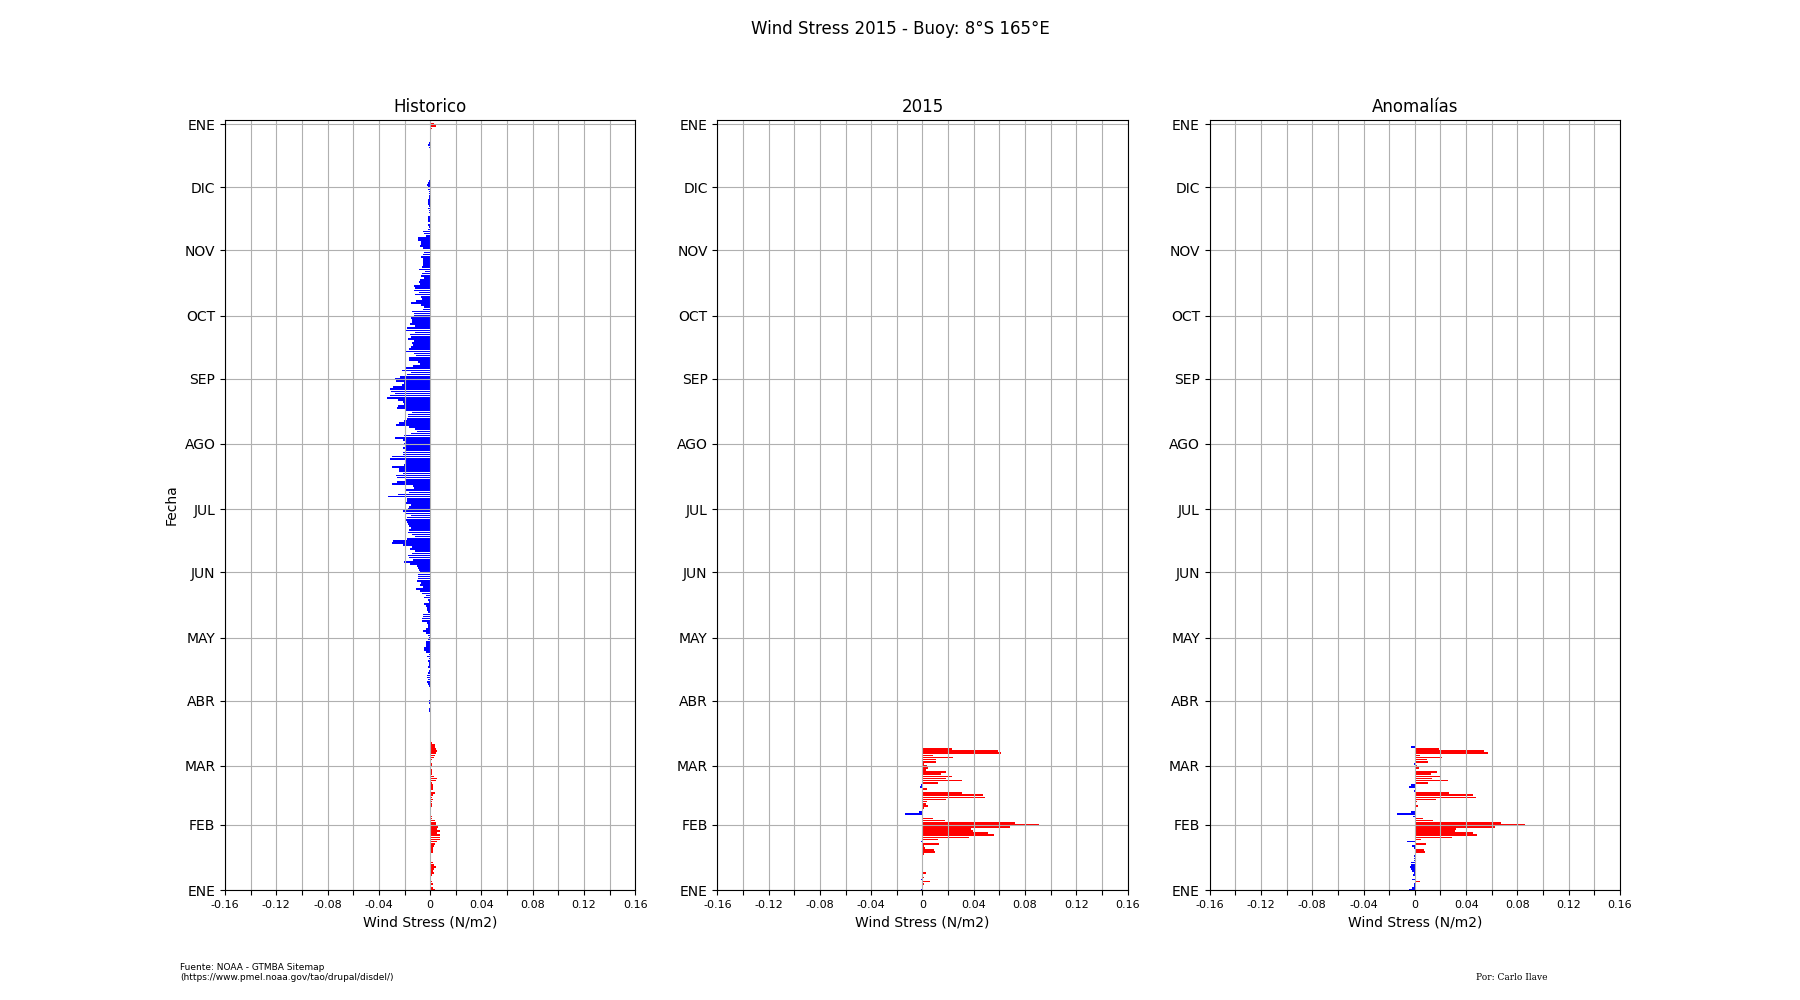 Wind Stress 2015 - Buoy: 8°S 165°E
Historico
2015
Anomalías
Fecha
ENE
DIC
NOV
OCT
SEP
AGO
JUL
JUN
MAY
ABR
MAR
FEB
ENE
-0.16 -0.12 -0.08 -0.04 0 0.04 0.08 0.12 0.16
Wind Stress (N/m2)
ENE
DIC
NOV
OCT
SEP
AGO
JUL
JUN
MAY
ABR
MAR
FEB
ENE
-0.16 -0.12 -0.08 -0.04 0 0.04 0.08 0.12 0.16
Wind Stress (N/m2)
ENE
DIC
NOV
OCT
SEP
AGO
JUL
JUN
MAY
ABR
MAR
FEB
ENE
-0.16 -0.12 -0.08 -0.04 0 0.04 0.08 0.12 0.16
Wind Stress (N/m2)
Fuente: NOAA - GTMBA Sitemap
(https://www.pmel.noaa.gov/tao/drupal/disdel/)
Por: Carlo Ilave